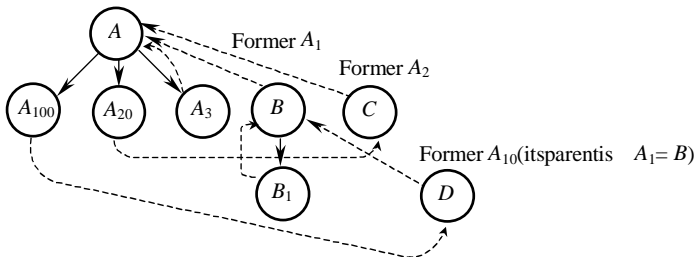 A
Former A₁
Former A₂
A₁₀₀
A₂₀
A₃
B
C
Former A₁₀(itsparentis A₁= B)
B₁
D